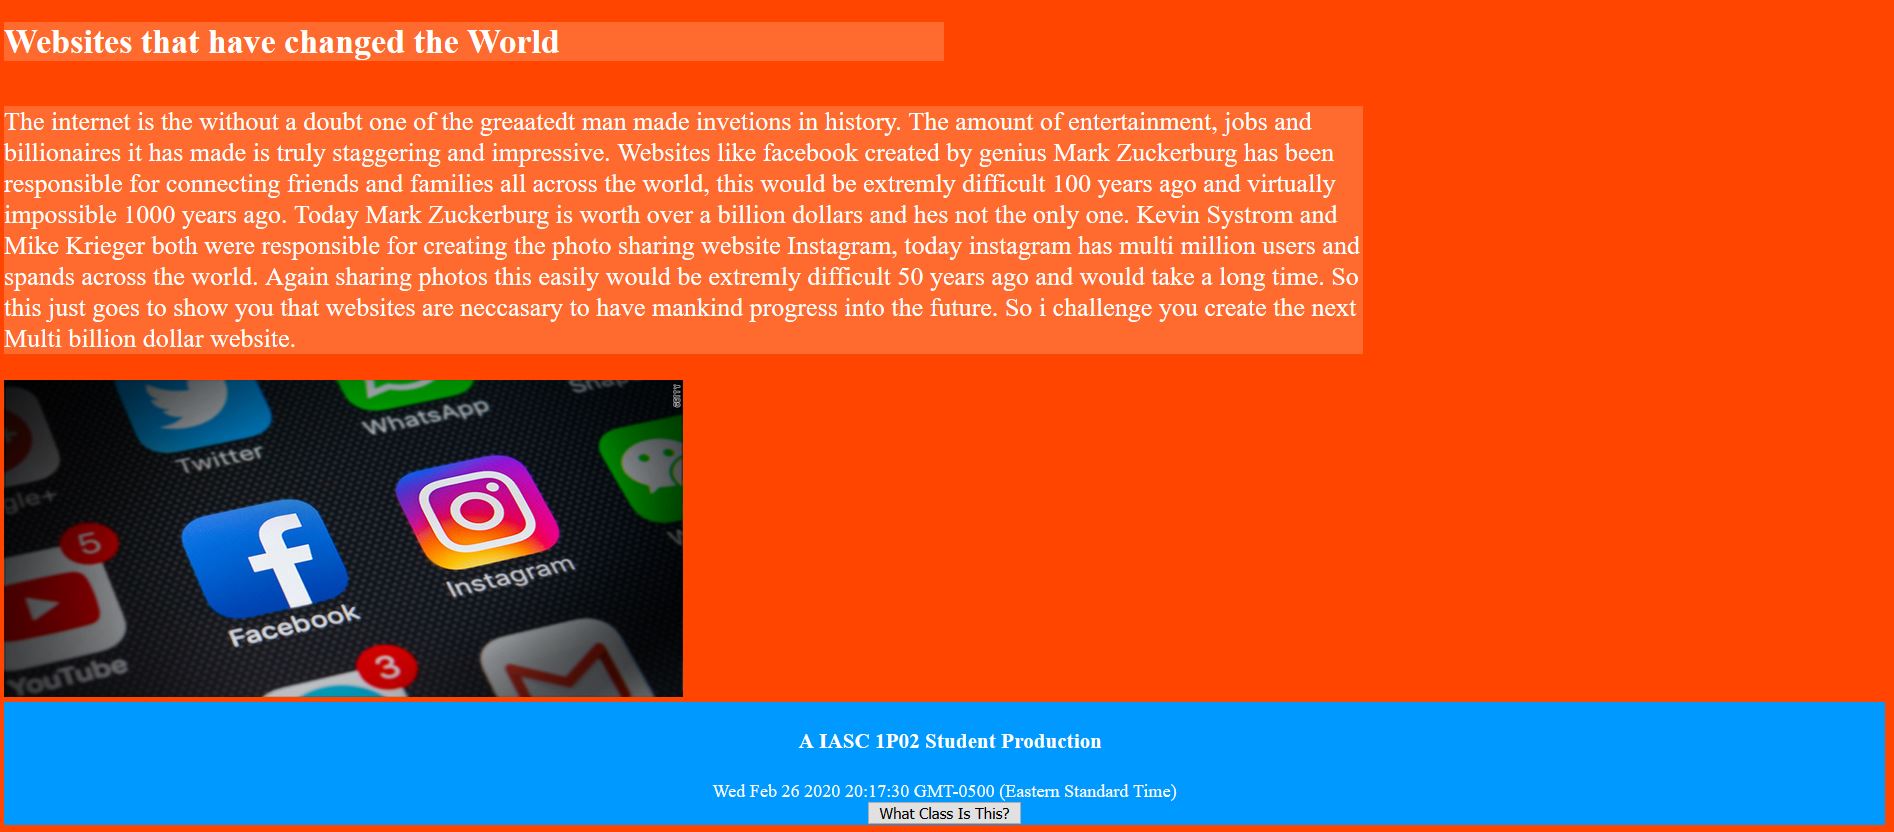 Websites that have changed the World
The internet is the without a doubt one of the greaatedt man made invetions in history. The amount of entertainment, jobs and
billionaires it has made is truly staggering and impressive. Websites like facebook created by genius Mark Zuckerburg has been
responsible for connecting friends and families all across the world, this would be extremly difficult 100 years ago and virtually
impossible 1000 years ago. Today Mark Zuckerburg is worth over a billion dollars and hes not the only one. Kevin Systrom and
Mike Krieger both were responsible for creating the photo sharing website Instagram, today instagram has multi million users and
spands across the world. Again sharing photos this easily would be extremly difficult 50 years ago and would take a long time. So
this just goes to show you that websites are neccasary to have mankind progress into the future. So i challenge you create the next
Multi billion dollar website.
WhatsApp
Twitter
gle+
5
Instagram
Facebook
YouTube
3
A IASC 1P02 Student Production
Wed Feb 26 2020 20:17:30 GMT-0500 (Eastern Standard Time)
What Class Is This?